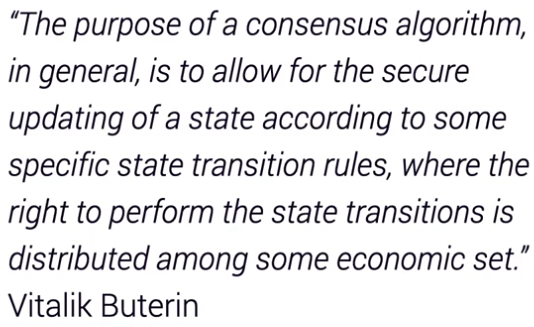 “The purpose of a consensus algorithm,
in general, is to allow for the secure
updating of a state according to some
specific state transition rules, where the
right to perform the state transitions is
distributed among some economic set.”
Vitalik Buterin